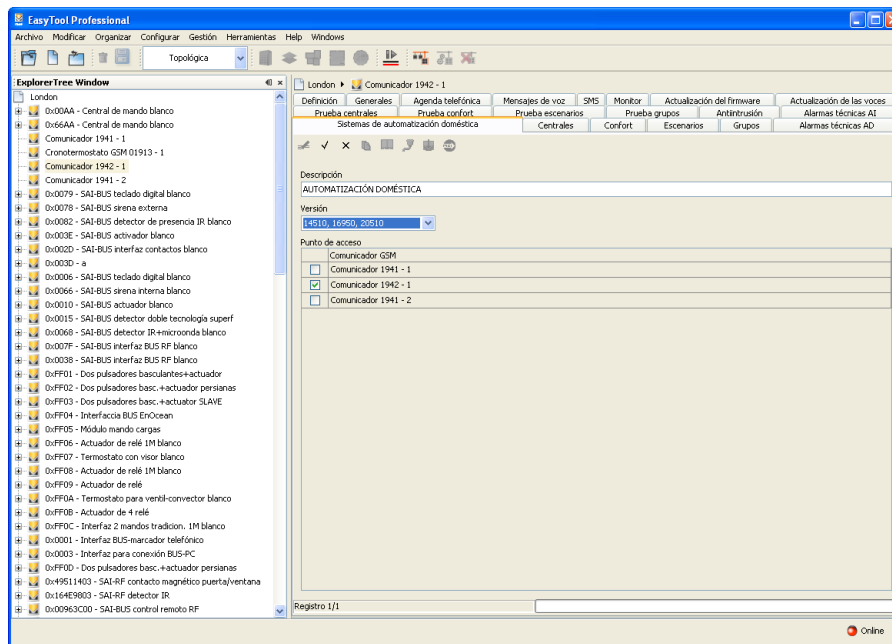 EasyTool Professional
Archivo Modificar Organizar Configurar Gestión Herramientas Help Windows
Topológica
ExplorerTree Window
London
0x00AA - Central de mando blanco
0x66AA - Central de mando blanco
Comunicador 1941 - 1
Cronotermostato GSM 01913 - 1
Comunicador 1942 - 1
Comunicador 1941 - 2
0x0079 - SAI-BUS teclado digital blanco
0x0078 - SAI-BUS sirena externa
0x0082 - SAI-BUS detector de presencia IR blanco
0x003E - SAI-BUS activador blanco
0x002D - SAI-BUS interfaz contactos blanco
0x003D - a
0x0006 - SAI-BUS teclado digital blanco
0x0066 - SAI-BUS sirena interna blanco
0x0010 - SAI-BUS actuador blanco
0x0015 - SAI-BUS detector doble tecnología superf
0x0068 - SAI-BUS detector IR+microonda blanco
0x007F - SAI-BUS interfaz BUS RF blanco
0x0038 - SAI-BUS interfaz BUS RF blanco
0xFF01 - Dos pulsadores basculantes+actuador
0xFF02 - Dos pulsadores basc.+actuador persianas
0xFF03 - Dos pulsadores basc.+actuator SLAVE
0xFF04 - Interfaccia BUS EnOcean
0xFF05 - Módulo mando cargas
0xFF06 - Actuador de relé 1M blanco
0xFF07 - Termostato con visor blanco
0xFF08 - Actuador de relé 1M blanco
0xFF09 - Actuador de relé
0xFF0A - Termostato para ventil-convector blanco
0xFF0B - Actuador de 4 relé
0xFF0C - Interfaz 2 mandos tradicion. 1M blanco
0x0001 - Interfaz BUS-marcador telefónico
0x0003 - Interfaz para conexión BUS-PC
0xFF0D - Dos pulsadores basc.+actuador persianas
0x49511403 - SAI-RF contacto magnético puerta/ventana
0x164E9803 - SAI-RF detector IR
0x00963C00 - SAI-BUS control remoto RF
London Comunicador 1942 - 1
Definición Generales Agenda telefónica Mensajes de voz SMS Monitor Actualización del firmware Actualización de las voces
Prueba centrales Prueba confort Prueba escenarios Prueba grupos Antiintrusión Alarmas técnicas AI
Sistemas de automatización doméstica Centrales Confort Escenarios Grupos Alarmas técnicas AD
Descripción
AUTOMATIZACIÓN DOMÉSTICA
Versión
14510, 16950, 20510
Punto de acceso
Comunicador GSM
Comunicador 1941 - 1
Comunicador 1942 - 1
Comunicador 1941 - 2
Registro 1/1
Online